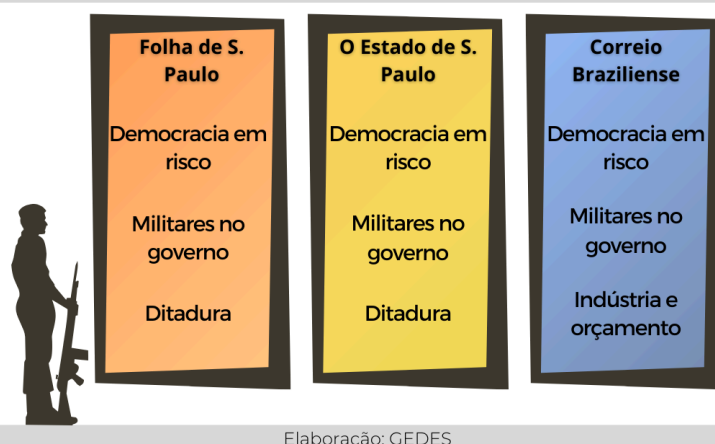 Folha de S.
Paulo
Democracia em
risco
Militares no
governo
Ditadura
O Estado de S.
Paulo
Democracia em
risco
Militares no
governo
Ditadura
Correio
Braziliense
Democracia em
risco
Militares no
governo
Indústria e
orçamento
Elaboração: GEDES